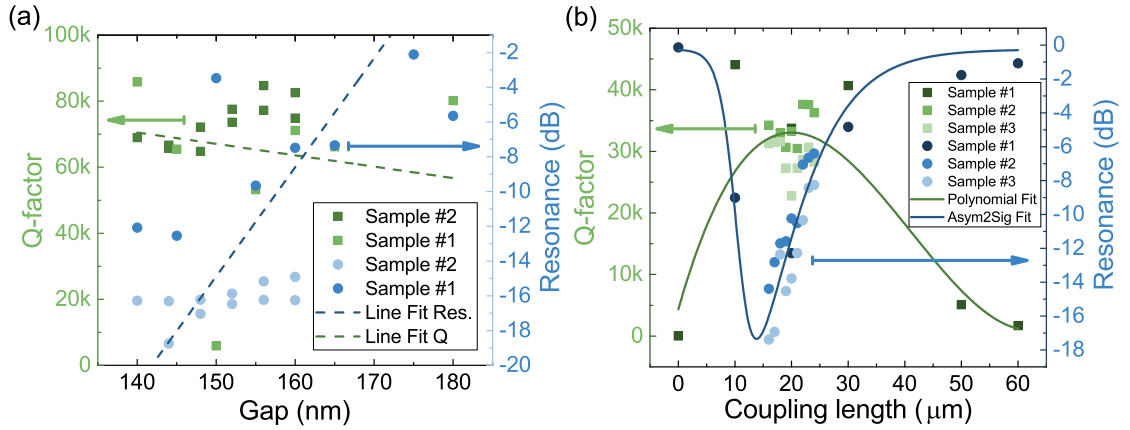 (a)
100k
80k
60k
40k
20k
0
Q-factor
140
150
160
170
180
Gap (nm)
-1
-2
-4
-6
-8
-10
-12
-14
-16
-18
-20
Resonance (dB)
Sample #2
Sample #1
Sample #2
Sample #1
Line Fit Res.
Line Fit Q
(b)
50k
40k
30k
20k
10k
0
Q-factor
0
10
20
30
40
50
60
Coupling length (μm)
0
-2
-4
-6
-8
-10
-12
-14
-16
-18
Resonance (dB)
Sample #1
Sample #2
Sample #3
Sample #1
Sample #2
Sample #3
Polynomial Fit
Asym2Sig Fit